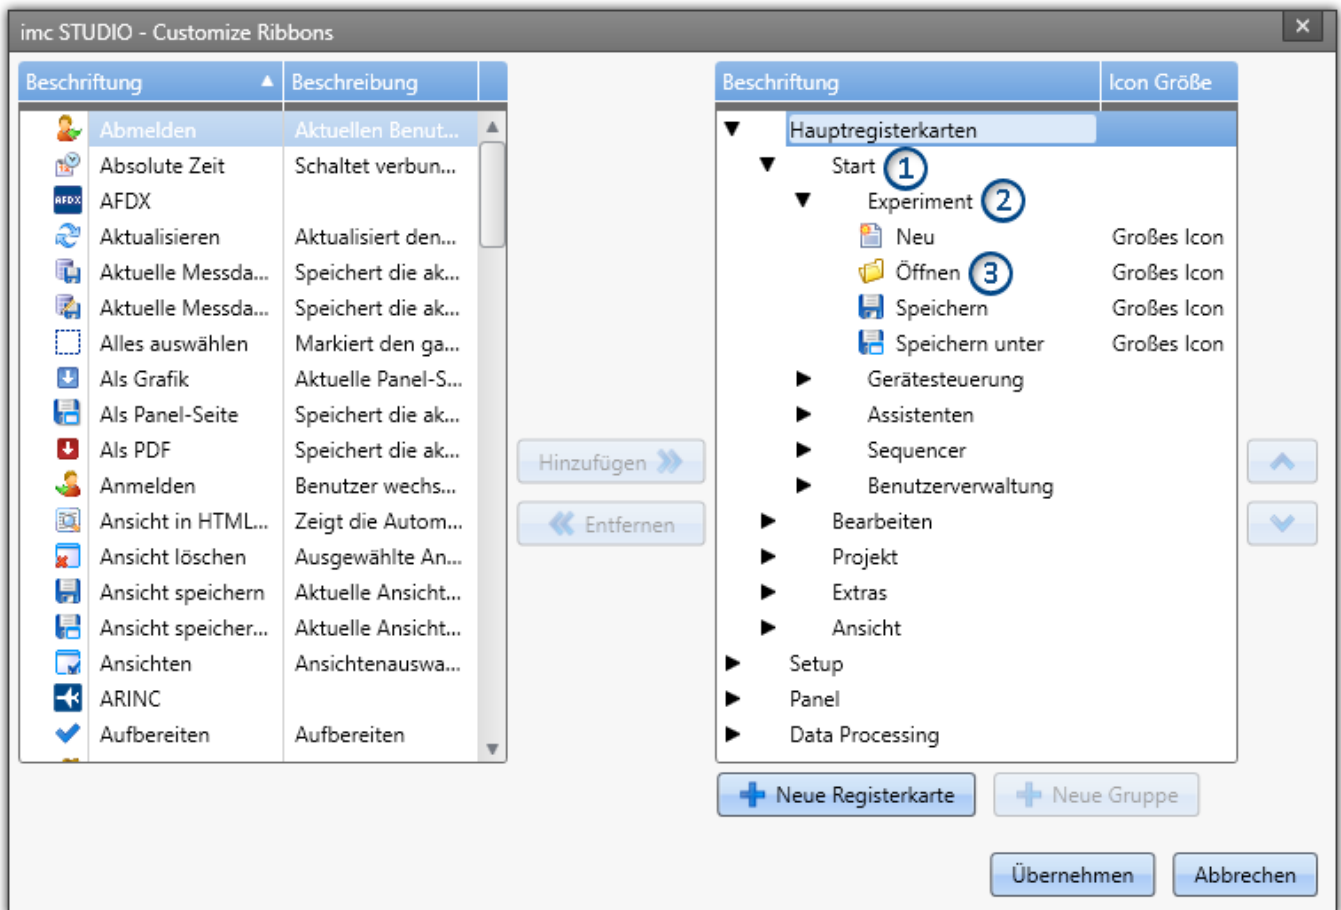 imc STUDIO - Customize Ribbons
Beschriftung Beschreibung
Abmelden Aktuellen Benut...
Absolute Zeit Schaltet verbun...
AFDX AFDX
Aktualisieren Aktualisiert den...
Aktuelle Messda... Speichert die ak...
Aktuelle Messda... Speichert die ak...
Alles auswählen Markiert den ga...
Als Grafik Aktuelle Panel-S...
Als Panel-Seite Speichert die ak...
Als PDF Speichert die ak...
Anmelden Benutzer wechs...
Ansicht in HTML... Zeigt die Autom...
Ansicht löschen Ausgewählte An...
Ansicht speichern Aktuelle Ansicht...
Ansicht speicher... Aktuelle Ansicht...
Ansichten Ansichtenauswa...
ARINC
Aufbereiten Aufbereiten
Hinzufügen
Entfernen
Beschriftung Icon Größe
Hauptregisterkarten
Start 1
Experiment 2
Neu Großes Icon
Öffnen 3 Großes Icon
Speichern Großes Icon
Speichern unter Großes Icon
Gerätesteuerung
Assistenten
Sequencer
Benutzerverwaltung
Bearbeiten
Projekt
Extras
Ansicht
Setup
Panel
Data Processing
Neue Registerkarte Neue Gruppe
Übernehmen Abbrechen